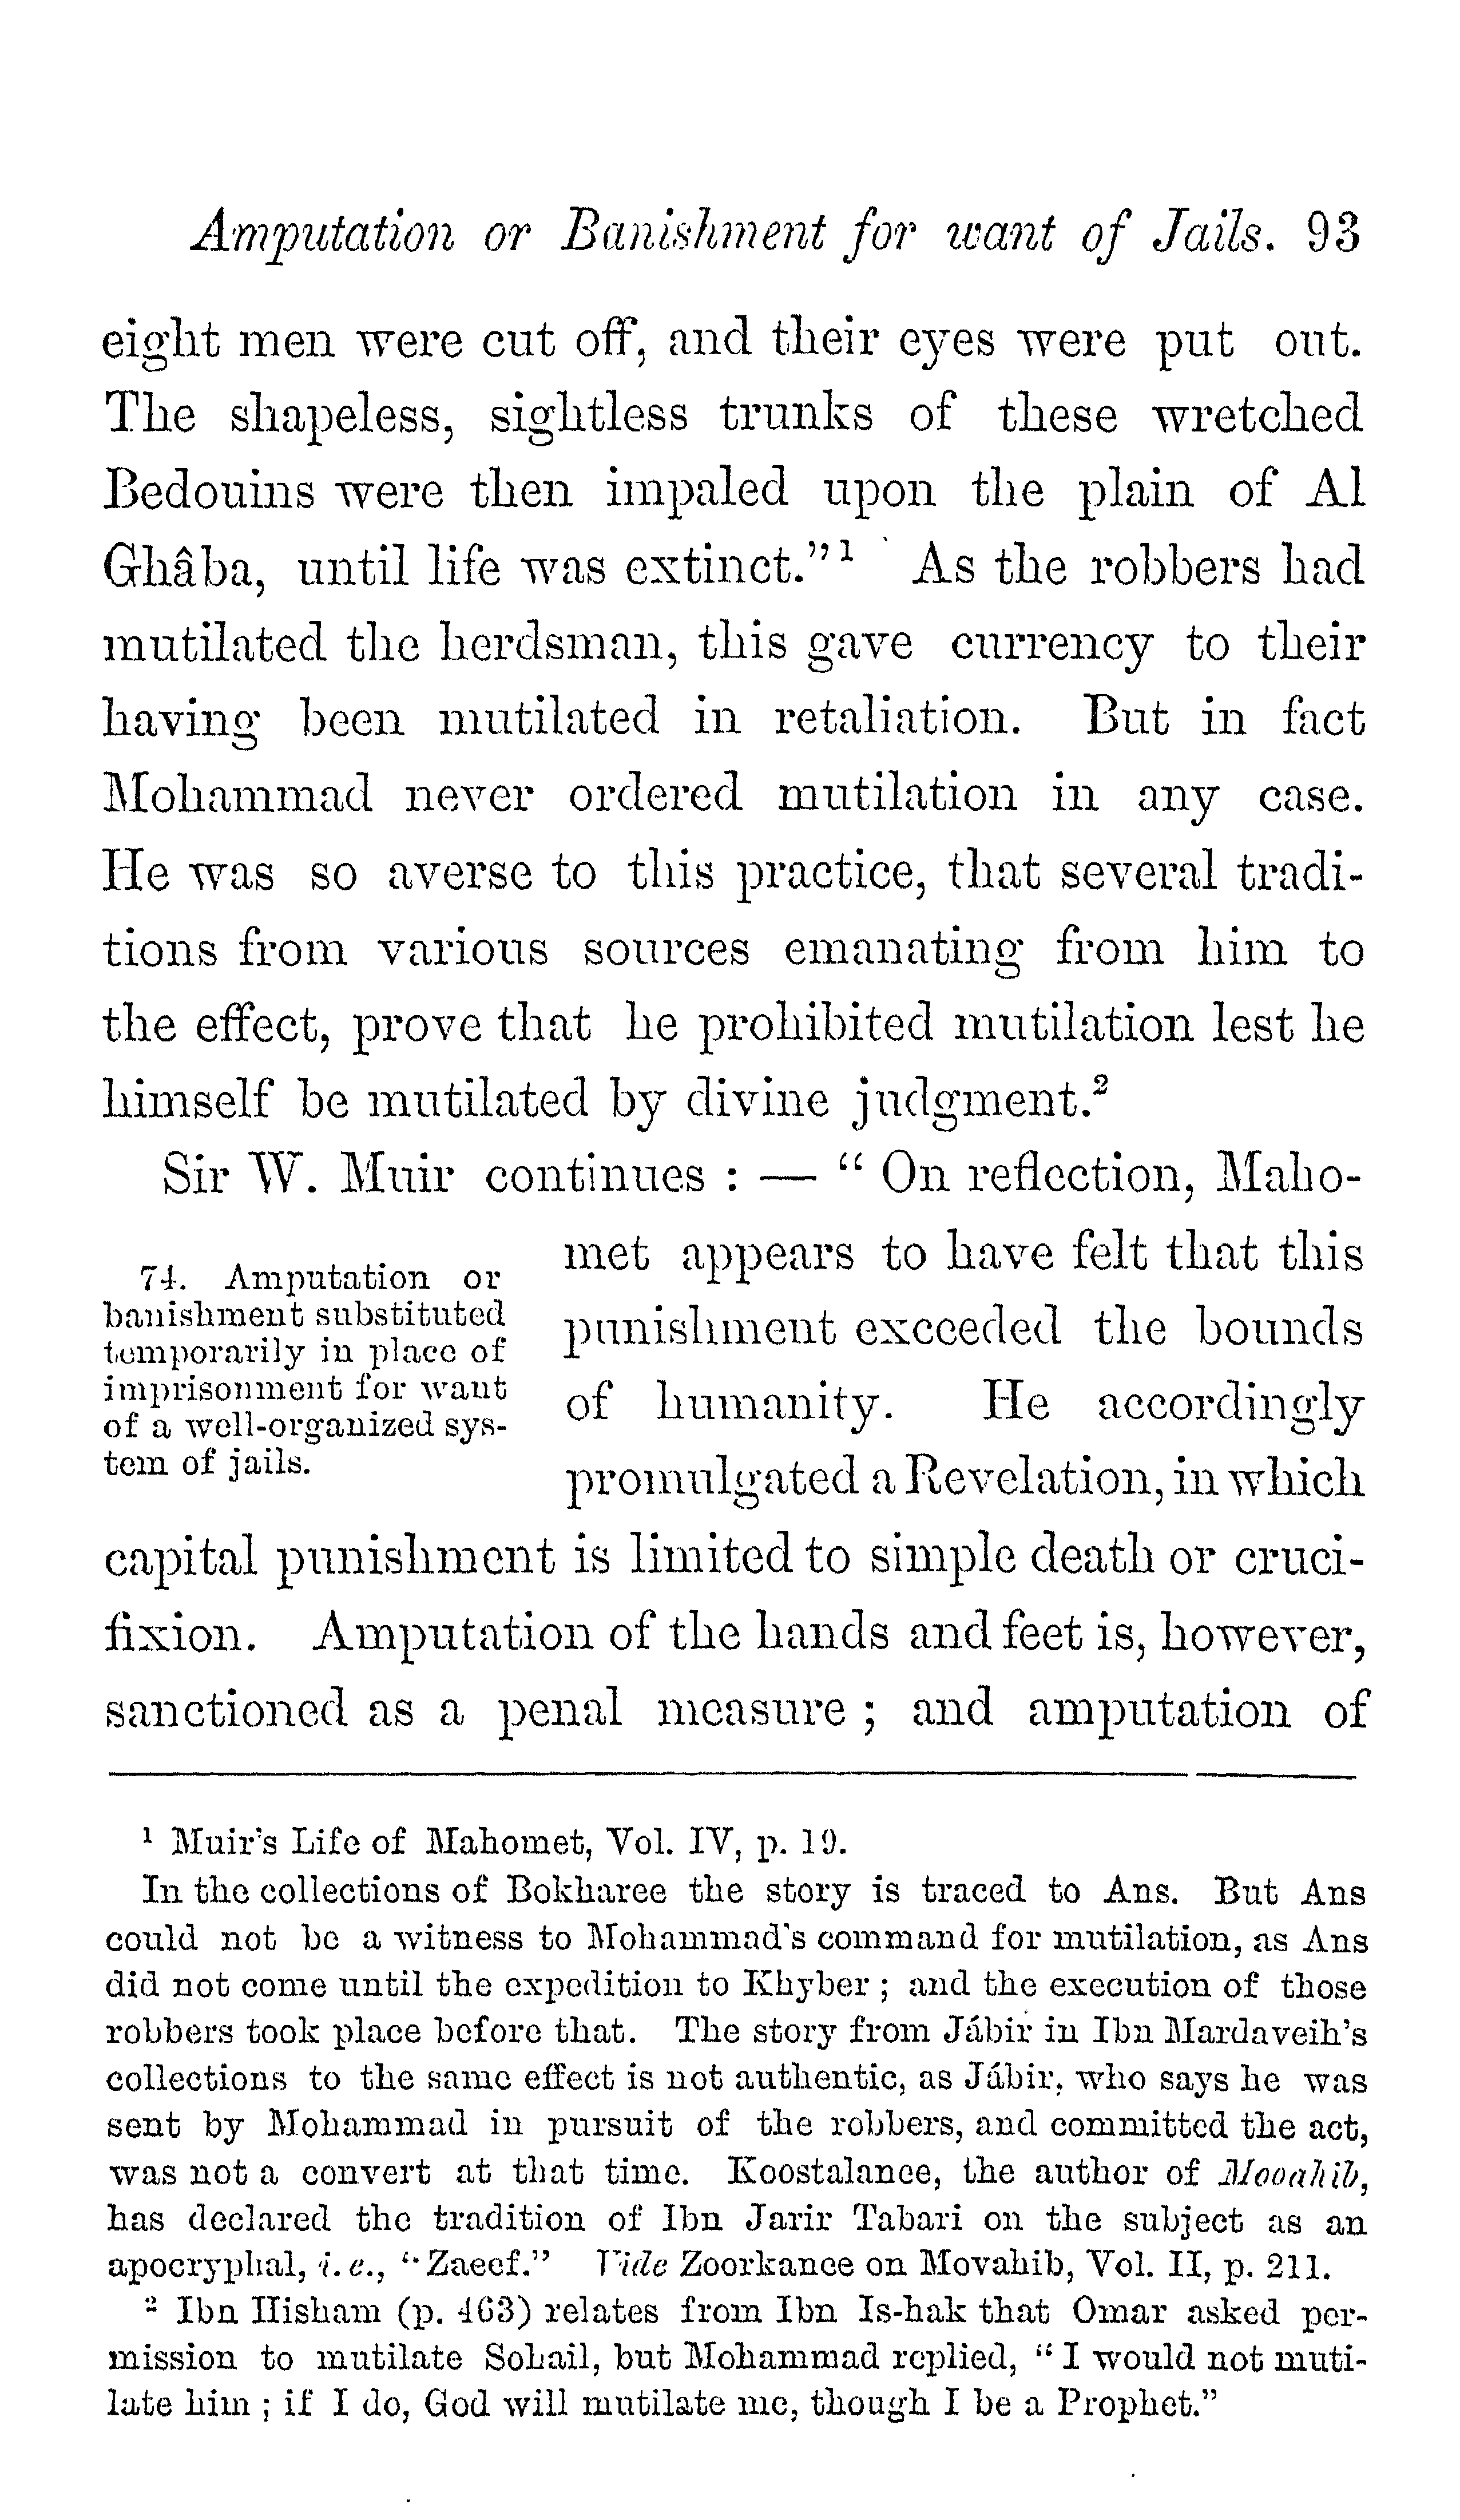 Amputation or Banishment for want of Jails. 93
eight men were cut off, and their eyes were put out.
The shapeless, sightless trunks of these wretched
Bedouins were then impaled upon the plain of Al
Ghâba, until life was extinct."¹ As the robbers had
mutilated the herdsman, this gave currency to their
having been mutilated in retaliation. But in fact
Mohammad never ordered mutilation in any case.
He was so averse to this practice, that several tradi-
tions from various sources emanating from him to
the effect, prove that he prohibited mutilation lest he
himself be mutilated by divine judgment.²
Sir W. Muir continues : — " On reflection, Maho-
74. Amputation or
banishment substituted
temporarily in place of
imprisonment for want
of a well-organized sys-
tem of jails.
met appears to have felt that this
punishment exceeded the bounds
of humanity. He accordingly
promulgated a Revelation, in which
capital punishment is limited to simple death or cruci-
fixion. Amputation of the hands and feet is, however,
sanctioned as a penal measure ; and amputation of
¹ Muir's Life of Mahomet, Vol. IV, p. 19.
In the collections of Bokharee the story is traced to Ans. But Ans
could not be a witness to Mohammad's command for mutilation, as Ans
did not come until the expedition to Khyber ; and the execution of those
robbers took place before that. The story from Jábir in Ibn Mardaveih's
collections to the same effect is not authentic, as Jábir, who says he was
sent by Mohammad in pursuit of the robbers, and committed the act,
was not a convert at that time. Koostalanee, the author of Mooahib,
has declared the tradition of Ibn Jarir Tabari on the subject as an
apocryphal, i.e., "Zaeef." Vide Zoorkanee on Movahib, Vol. II, p. 211.
² Ibn Hisham (p. 463) relates from Ibn Is-hak that Omar asked per-
mission to mutilate Sohail, but Mohammad replied, "I would not muti-
late him ; if I do, God will mutilate me, though I be a Prophet."